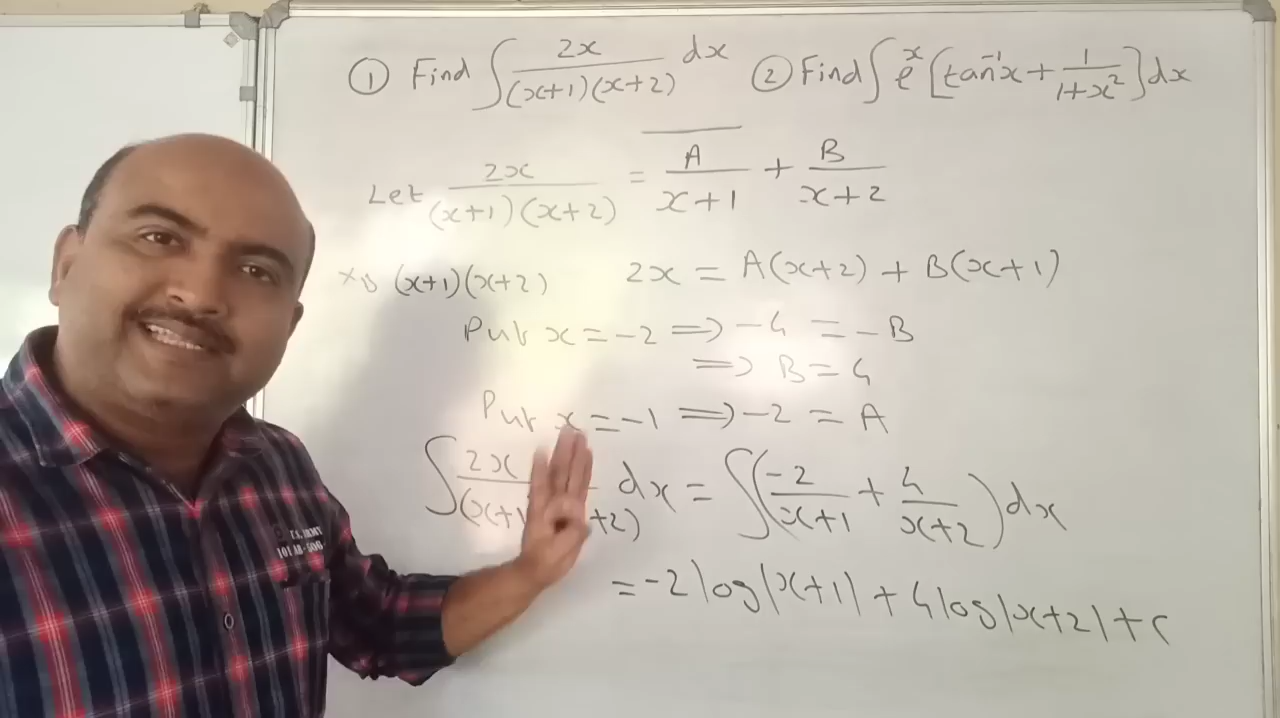 ① Find ∫ 2x/(x+1)(x+2) dx ② Find ∫ eˣ [tan⁻¹x + 1/1+x²] dx
Let 2x/(x+1)(x+2) = A/x+1 + B/x+2
(x+1)(x+2) 2x = A(x+2) + B(x+1)
Put x = -2 ⟹ -4 = -B
⟹ B = 4
Put x = -1 ⟹ -2 = A
∫ 2x/(x+1 +2) dx = ∫(-2/x+1 + 4/x+2) dx
= -2 log|x+1| + 4 log|x+2| + c